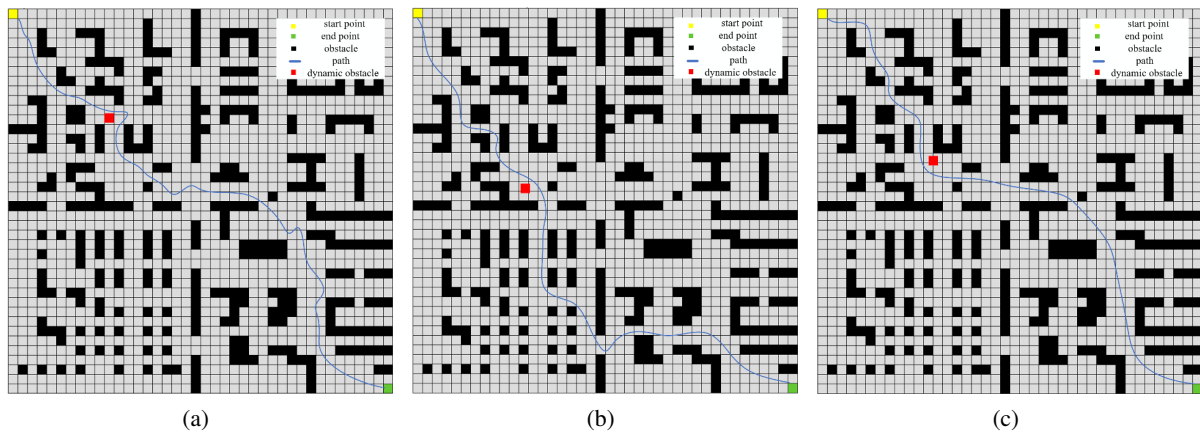 start point
end point
obstacle
path
dynamic obstacle
start point
end point
obstacle
path
dynamic obstacle
start point
end point
obstacle
path
dynamic obstacle
(a)
(b)
(c)